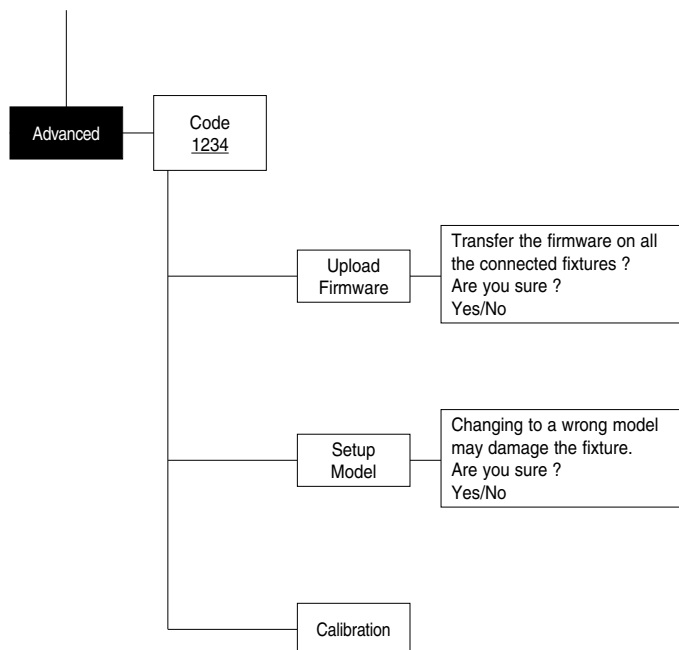 Advanced
Code
1234
Upload
Firmware
Transfer the firmware on all
the connected fixtures ?
Are you sure ?
Yes/No
Setup
Model
Changing to a wrong model
may damage the fixture.
Are you sure ?
Yes/No
Calibration